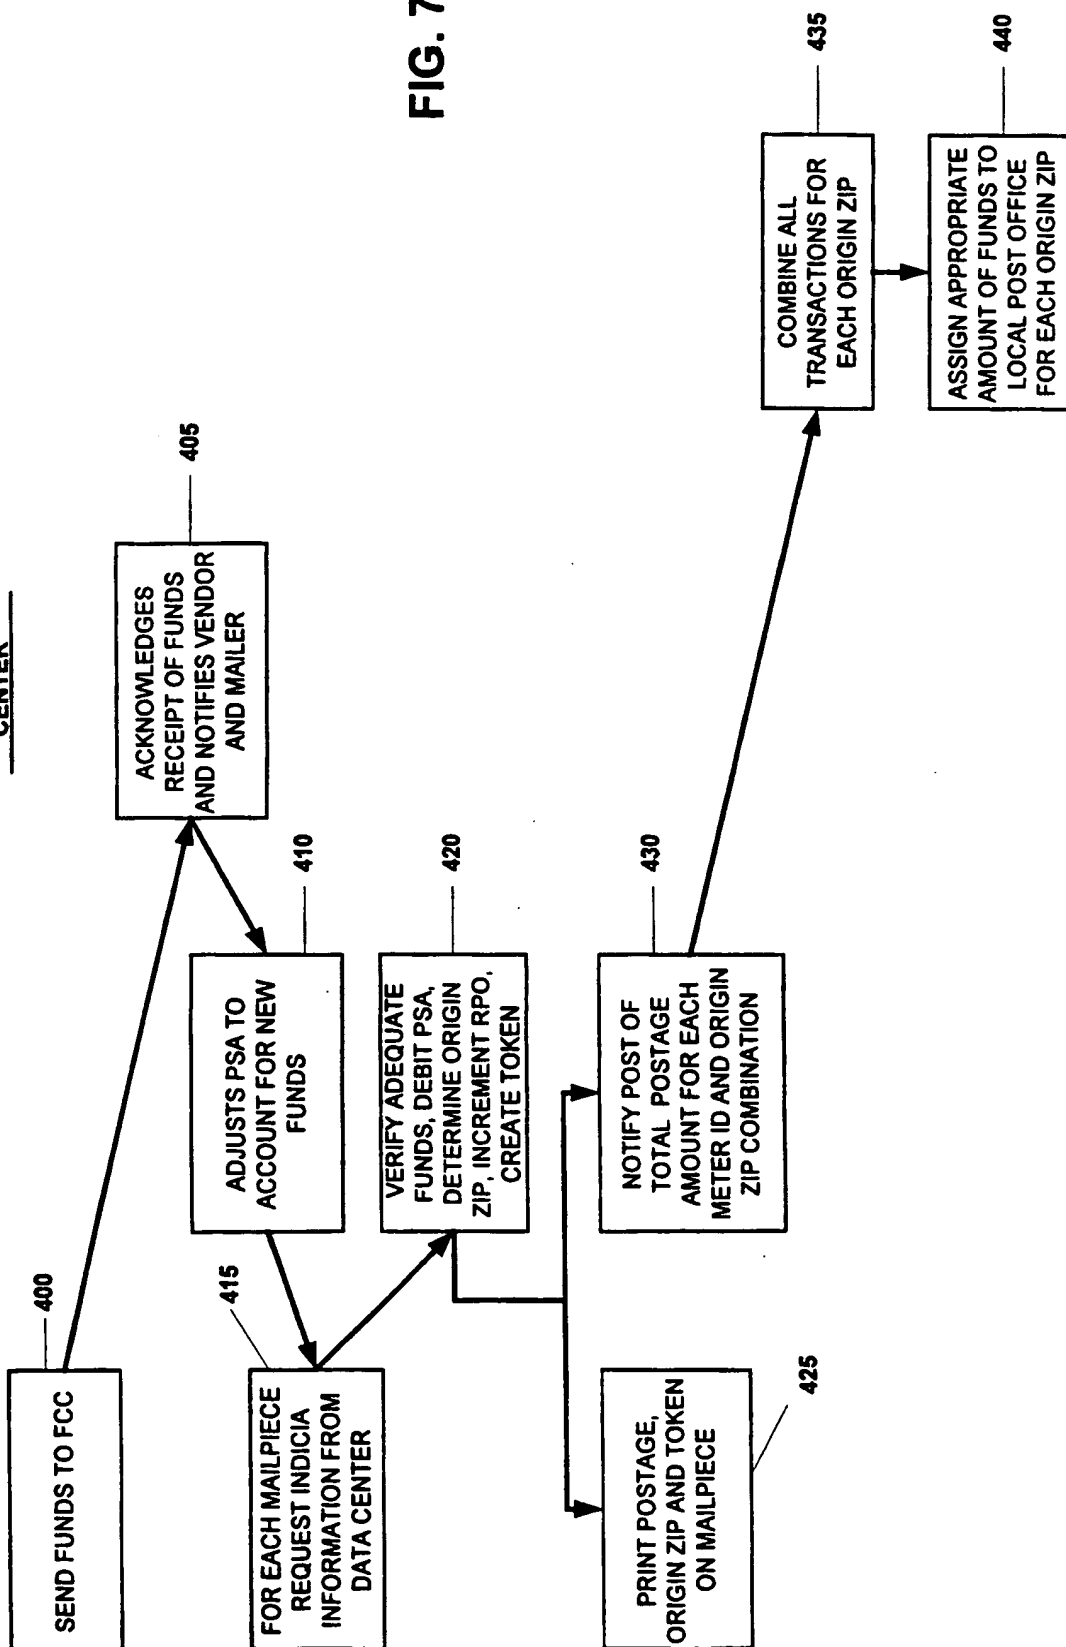 CENTER
FIG. 7
400
SEND FUNDS TO FCC
405
ACKNOWLEDGES
RECEIPT OF FUNDS
AND NOTIFIES VENDOR
AND MAILER
410
ADJUSTS PSA TO
ACCOUNT FOR NEW
FUNDS
415
FOR EACH MAILPIECE
REQUEST INDICIA
INFORMATION FROM
DATA CENTER
420
VERIFY ADEQUATE
FUNDS, DEBIT PSA,
DETERMINE ORIGIN
ZIP, INCREMENT RPO,
CREATE TOKEN
425
PRINT POSTAGE,
ORIGIN ZIP AND TOKEN
ON MAILPIECE
430
NOTIFY POST OF
TOTAL POSTAGE
AMOUNT FOR EACH
METER ID AND ORIGIN
ZIP COMBINATION
435
COMBINE ALL
TRANSACTIONS FOR
EACH ORIGIN ZIP
440
ASSIGN APPROPRIATE
AMOUNT OF FUNDS TO
LOCAL POST OFFICE
FOR EACH ORIGIN ZIP